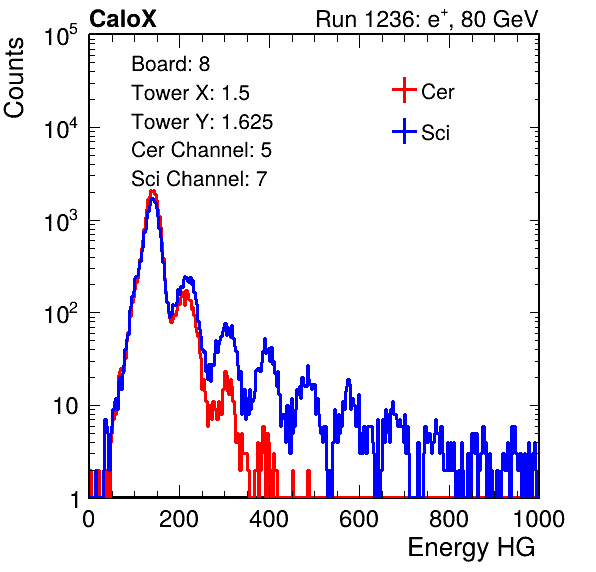 CaloX Run 1236: e⁺, 80 GeV
Counts
10⁵
10⁴
10³
10²
10
1
Board: 8
Tower X: 1.5
Tower Y: 1.625
Cer Channel: 5
Sci Channel: 7
Cer
Sci
0 200 400 600 800 1000
Energy HG